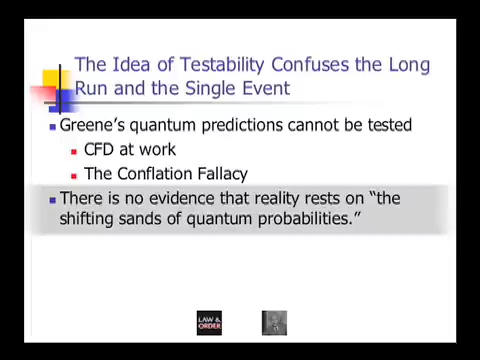 The Idea of Testability Confuses the Long
Run and the Single Event
Greene's quantum predictions cannot be tested
CFD at work
The Conflation Fallacy
There is no evidence that reality rests on "the
shifting sands of quantum probabilities."
LAW &
ORDER